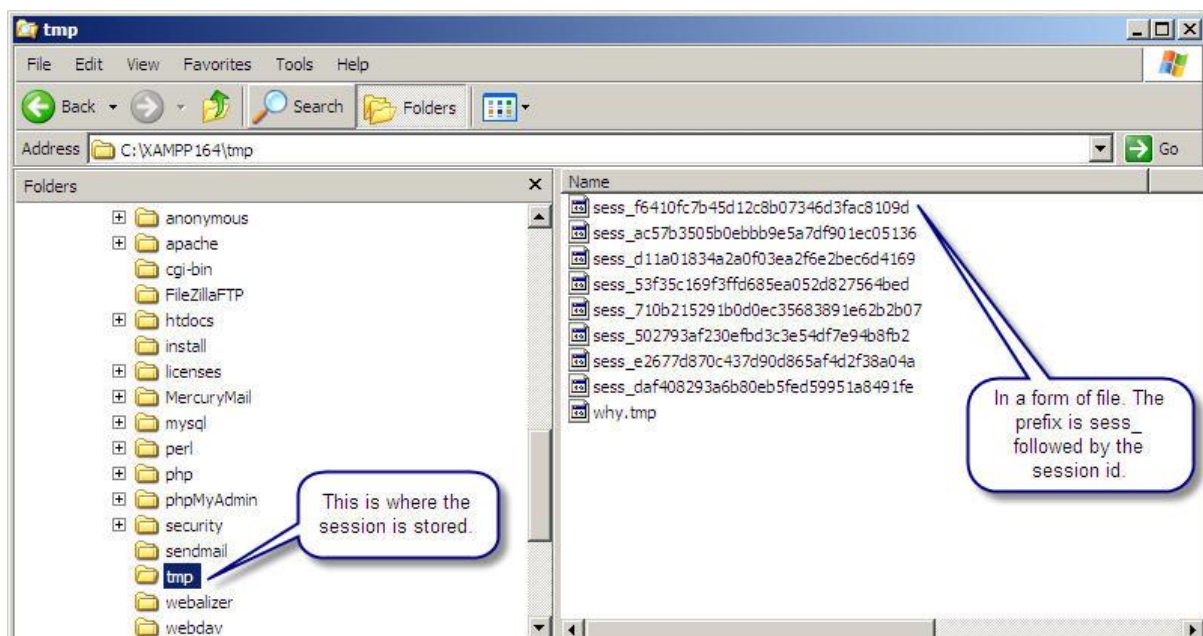 tmp
File Edit View Favorites Tools Help
Back Search Folders
Address C:\XAMPP164\tmp Go
Folders
anonymous
apache
cgi-bin
FileZillaFTP
htdocs
install
licenses
MercuryMail
mysql
perl
php
phpMyAdmin
security
sendmail
tmp
webalizer
webdav
This is where the
session is stored.
Name
sess_f6410fc7b45d12c8b07346d3fac8109d
sess_ac57b3505b0ebbb9e5a7df901ec05136
sess_d11a01834a2a0f03ea2f6e2bec6d4169
sess_53f35c169f3ffd685ea052d827564bed
sess_710b215291b0d0ec35683891e62b2b07
sess_502793af230efbd3c3e54df7e94b8fb2
sess_e2677d870c437d90d865af4d2f38a04a
sess_daf408293a6b80eb5fed59951a8491fe
why.tmp
In a form of file. The
prefix is sess_
followed by the
session id.